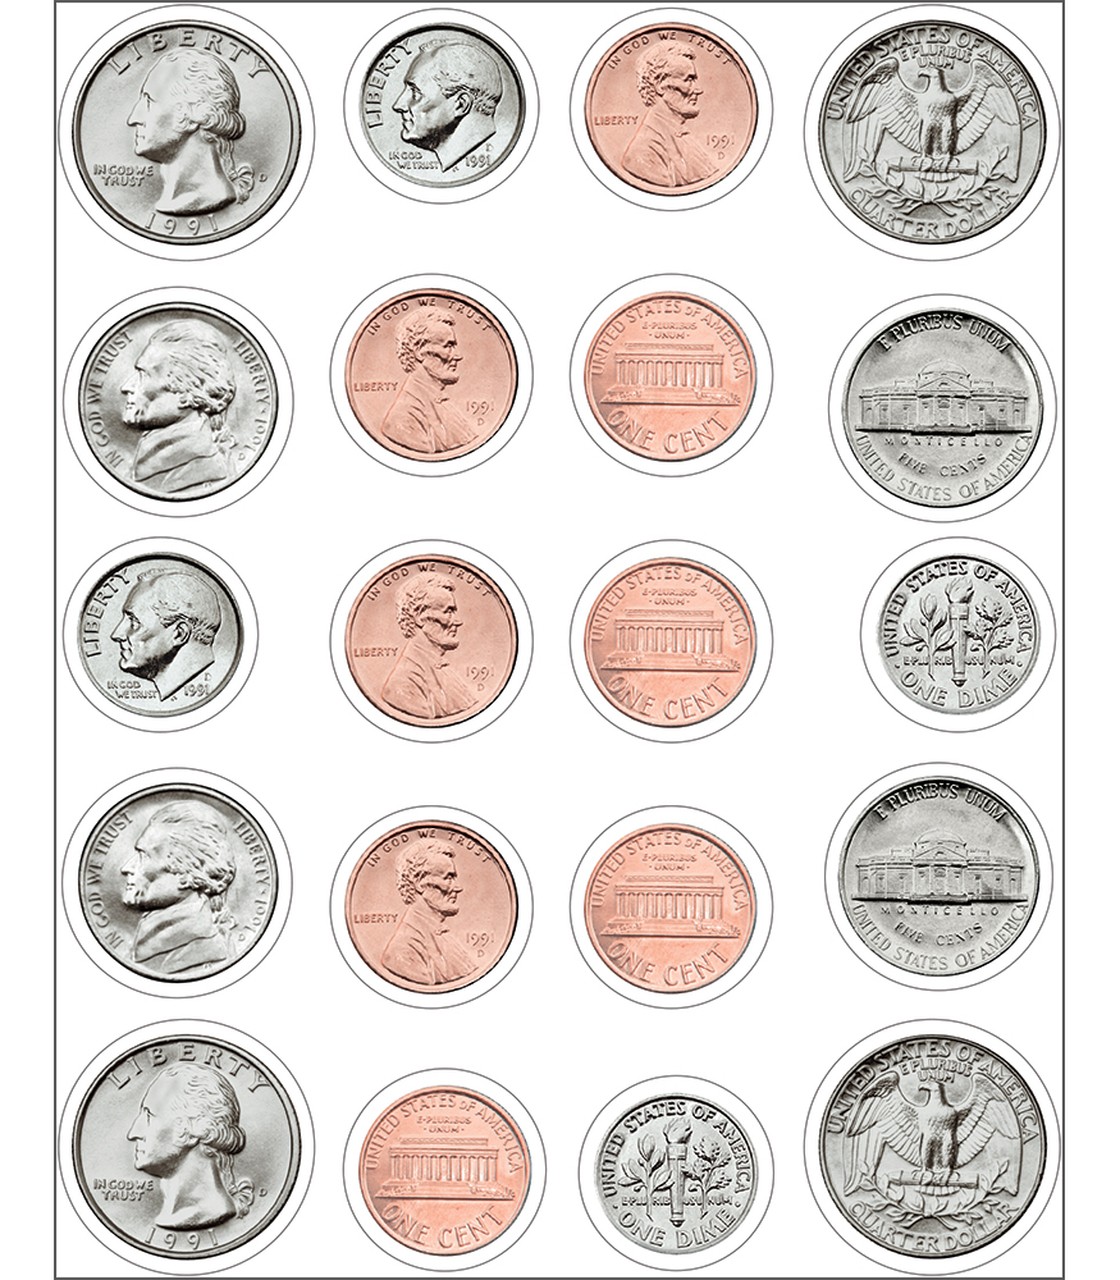 LIBERTY
IN GOD WE
TRUST
D
1991
LIBERTY
IN GOD
WE TRUST
D
1991
IN GOD WE TRUST
LIBERTY
1991
D
UNITED STATES OF AMERICA
E PLURIBUS
UNUM
QUARTER DOLLAR
IN GOD WE TRUST
LIBERTY
1991
D
IN GOD WE TRUST
LIBERTY
1991
D
UNITED STATES OF AMERICA
E·PLURIBUS
·UNUM·
ONE CENT
E PLURIBUS UNUM
MONTICELLO
FIVE CENTS
UNITED STATES OF AMERICA
LIBERTY
IN GOD
WE TRUST
D
1991
IN GOD WE TRUST
LIBERTY
1991
D
UNITED STATES OF AMERICA
E·PLURIBUS
·UNUM·
ONE CENT
UNITED STATES OF AMERICA
·E·PLURIBUS UNUM·
ONE DIME
IN GOD WE TRUST
LIBERTY
1991
D
IN GOD WE TRUST
LIBERTY
1991
D
UNITED STATES OF AMERICA
E·PLURIBUS
·UNUM·
ONE CENT
E PLURIBUS UNUM
MONTICELLO
FIVE CENTS
UNITED STATES OF AMERICA
LIBERTY
IN GOD WE
TRUST
D
1991
UNITED STATES OF AMERICA
E·PLURIBUS
·UNUM·
ONE CENT
UNITED STATES OF AMERICA
·E·PLURIBUS UNUM·
ONE DIME
UNITED STATES OF AMERICA
E PLURIBUS
UNUM
QUARTER DOLLAR